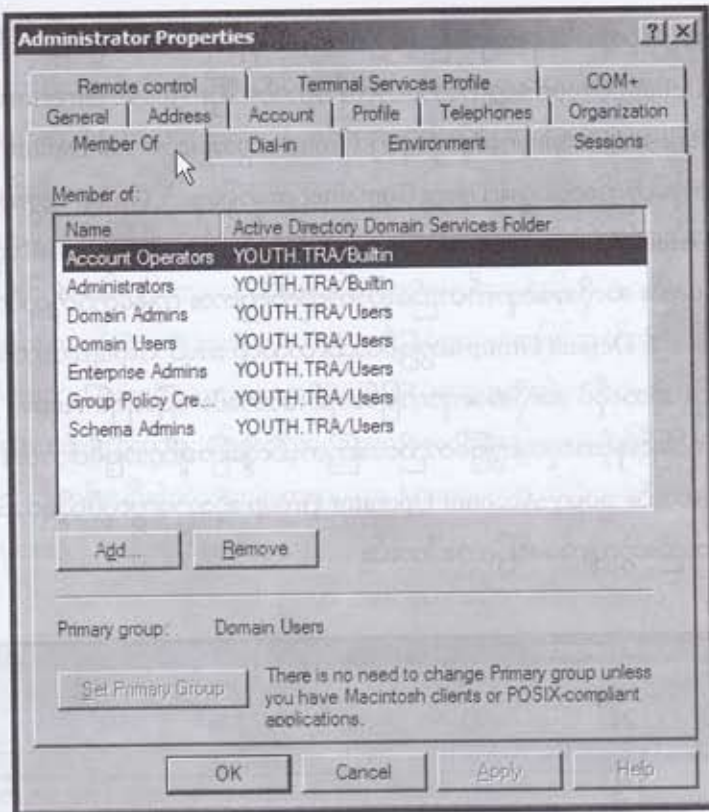 Administrator Properties
Remote control Terminal Services Profile COM+
General Address Account Profile Telephones Organization
Member Of Dial-in Environment Sessions
Member of:
Name Active Directory Domain Services Folder
Account Operators YOUTH.TRA/Builtin
Administrators YOUTH.TRA/Builtin
Domain Admins YOUTH.TRA/Users
Domain Users YOUTH.TRA/Users
Enterprise Admins YOUTH.TRA/Users
Group Policy Cre... YOUTH.TRA/Users
Schema Admins YOUTH.TRA/Users
Add... Remove
Primary group: Domain Users
Set Primary Group
There is no need to change Primary group unless
you have Macintosh clients or POSIX-compliant
applications.
OK Cancel Apply Help